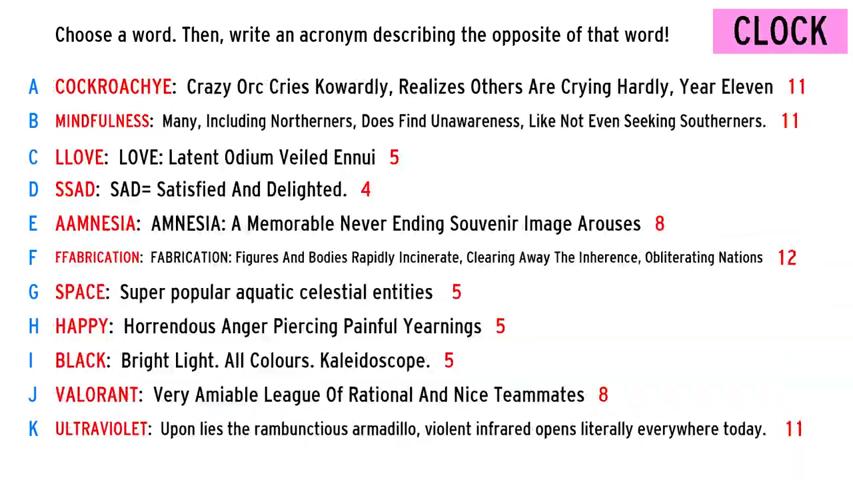 Choose a word. Then, write an acronym describing the opposite of that word! CLOCK
A COCKROACHYE: Crazy Orc Cries Kowardly, Realizes Others Are Crying Hardly, Year Eleven 11
B MINDFULNESS: Many, Including Northerners, Does Find Unawareness, Like Not Even Seeking Southerners. 11
C LLOVE: LOVE: Latent Odium Veiled Ennui 5
D SSAD: SAD= Satisfied And Delighted. 4
E AAMNESIA: AMNESIA: A Memorable Never Ending Souvenir Image Arouses 8
F FFABRICATION: FABRICATION: Figures And Bodies Rapidly Incinerate, Clearing Away The Inherence, Obliterating Nations 12
G SPACE: Super popular aquatic celestial entities 5
H HAPPY: Horrendous Anger Piercing Painful Yearnings 5
I BLACK: Bright Light. All Colours. Kaleidoscope. 5
J VALORANT: Very Amiable League Of Rational And Nice Teammates 8
K ULTRAVIOLET: Upon lies the rambunctious armadillo, violent infrared opens literally everywhere today. 11